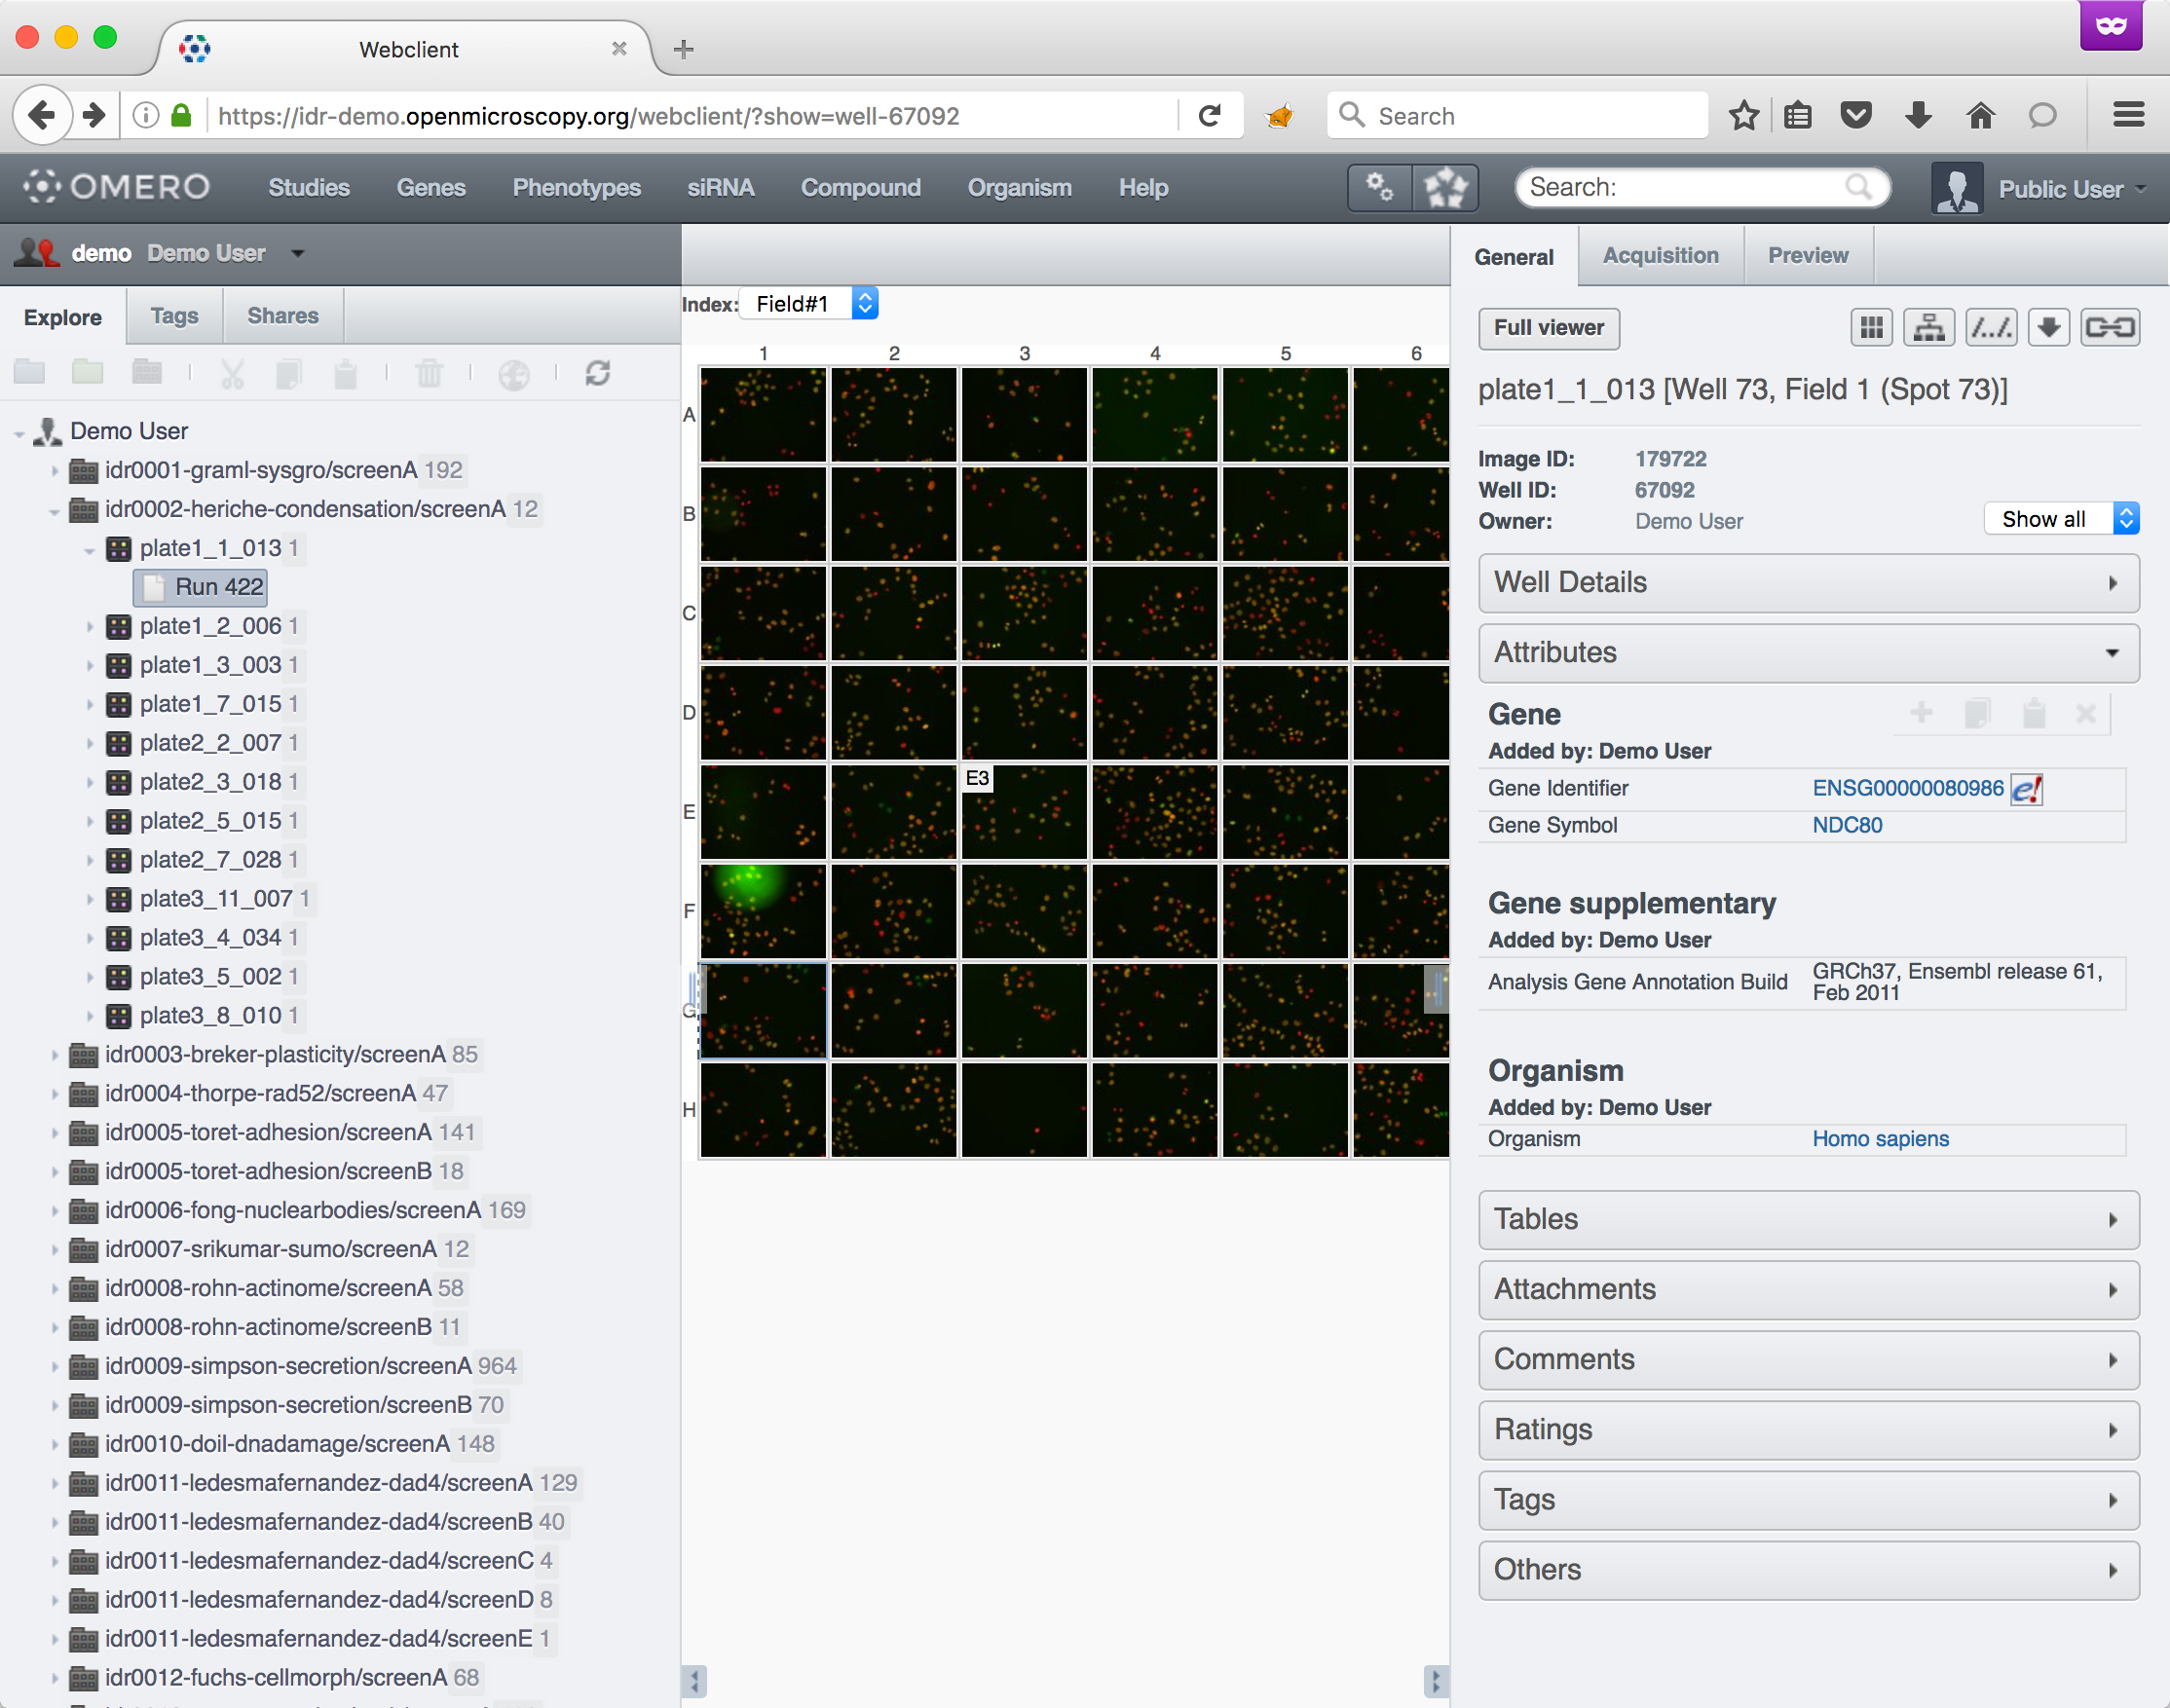 Webclient
https://idr-demo.openmicroscopy.org/webclient/?show=well-67092
Search
OMERO Studies Genes Phenotypes siRNA Compound Organism Help Search: Public User
demo Demo User
Explore Tags Shares
Demo User
idr0001-graml-sysgro/screenA 192
idr0002-heriche-condensation/screenA 12
plate1_1_013 1
Run 422
plate1_2_006 1
plate1_3_003 1
plate1_7_015 1
plate2_2_007 1
plate2_3_018 1
plate2_5_015 1
plate2_7_028 1
plate3_11_007 1
plate3_4_034 1
plate3_5_002 1
plate3_8_010 1
idr0003-breker-plasticity/screenA 85
idr0004-thorpe-rad52/screenA 47
idr0005-toret-adhesion/screenA 141
idr0005-toret-adhesion/screenB 18
idr0006-fong-nuclearbodies/screenA 169
idr0007-srikumar-sumo/screenA 12
idr0008-rohn-actinome/screenA 58
idr0008-rohn-actinome/screenB 11
idr0009-simpson-secretion/screenA 964
idr0009-simpson-secretion/screenB 70
idr0010-doil-dnadamage/screenA 148
idr0011-ledesmafernandez-dad4/screenA 129
idr0011-ledesmafernandez-dad4/screenB 40
idr0011-ledesmafernandez-dad4/screenC 4
idr0011-ledesmafernandez-dad4/screenD 8
idr0011-ledesmafernandez-dad4/screenE 1
idr0012-fuchs-cellmorph/screenA 68
Index: Field#1
1 2 3 4 5 6
A
B
C
D
E3
E
F
G
H
General Acquisition Preview
Full viewer
plate1_1_013 [Well 73, Field 1 (Spot 73)]
Image ID: 179722
Well ID: 67092
Owner: Demo User
Show all
Well Details
Attributes
Gene
Added by: Demo User
Gene Identifier ENSG00000080986 e!
Gene Symbol NDC80
Gene supplementary
Added by: Demo User
Analysis Gene Annotation Build GRCh37, Ensembl release 61,
Feb 2011
Organism
Added by: Demo User
Organism Homo sapiens
Tables
Attachments
Comments
Ratings
Tags
Others